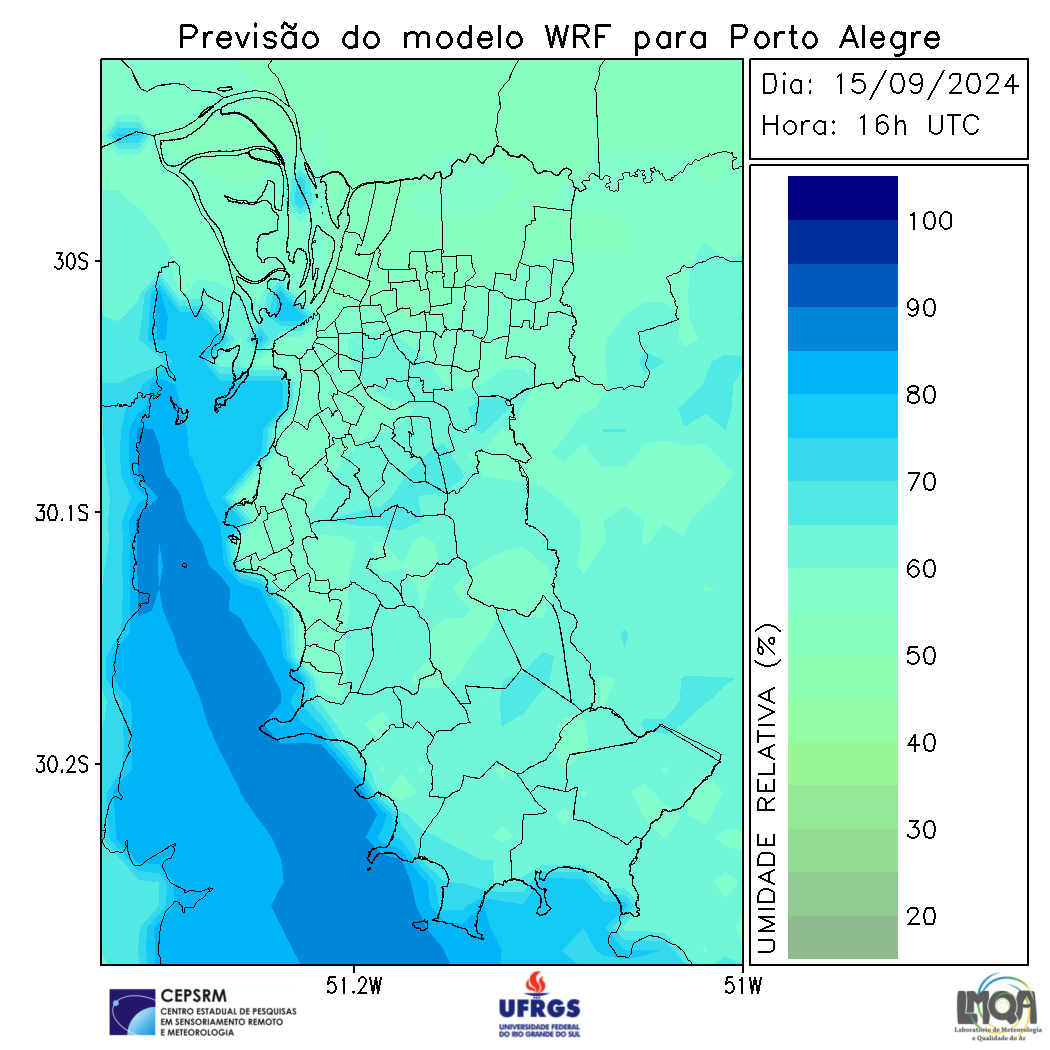 Previsão do modelo WRF para Porto Alegre
Dia: 15/09/2024
Hora: 16h UTC
100
90
80
70
60
50
40
30
20
UMIDADE RELATIVA (%)
30S
30.1S
30.2S
51.2W
51W
CEPSRM
CENTRO ESTADUAL DE PESQUISAS
EM SENSORIAMENTO REMOTO
E METEOROLOGIA
UFRGS
UNIVERSIDADE FEDERAL
DO RIO GRANDE DO SUL
LMQA
Laboratório de Meteorologia
e Qualidade do Ar